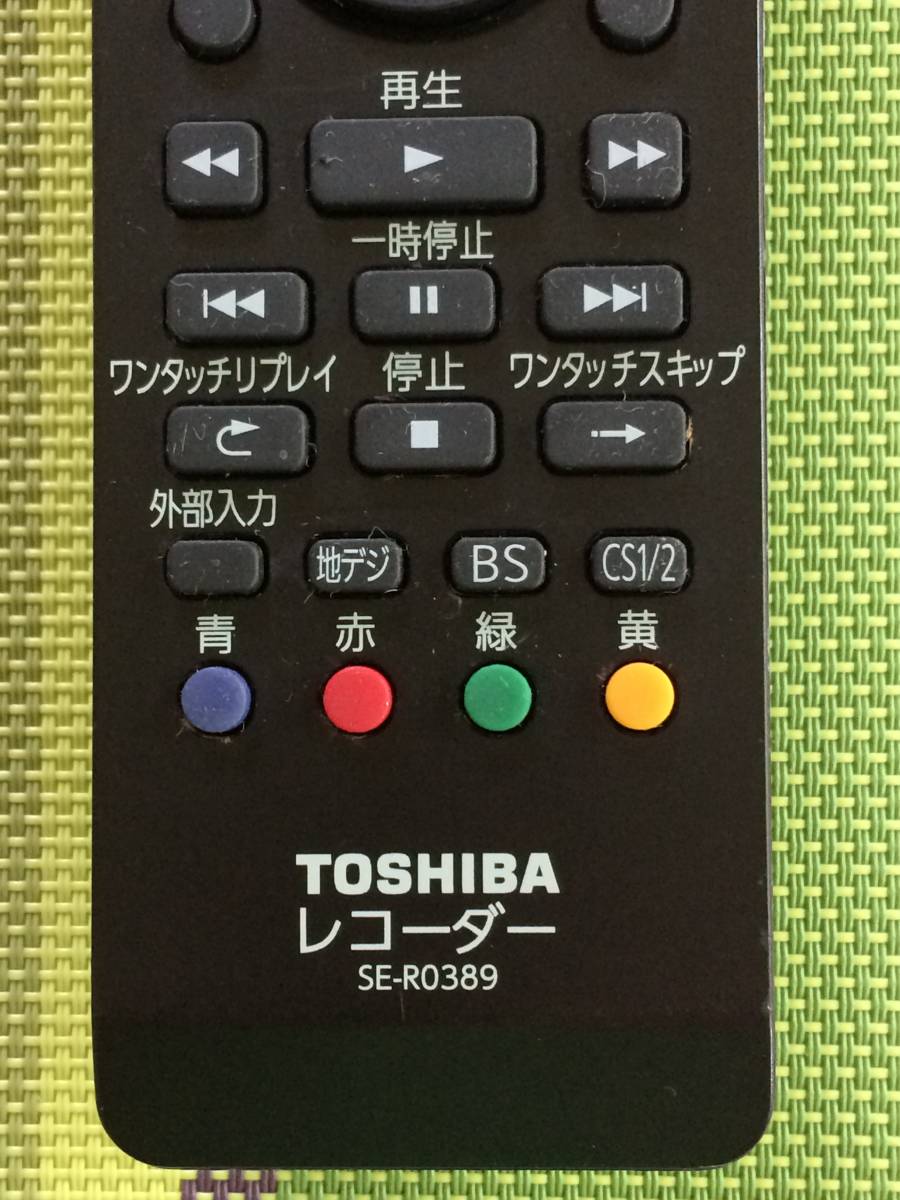 再生
一時停止
ワンタッチリプレイ 停止 ワンタッチスキップ
外部入力
地デジ BS CS1/2
青 赤 緑 黄
TOSHIBA
レコーダー
SE-R0389